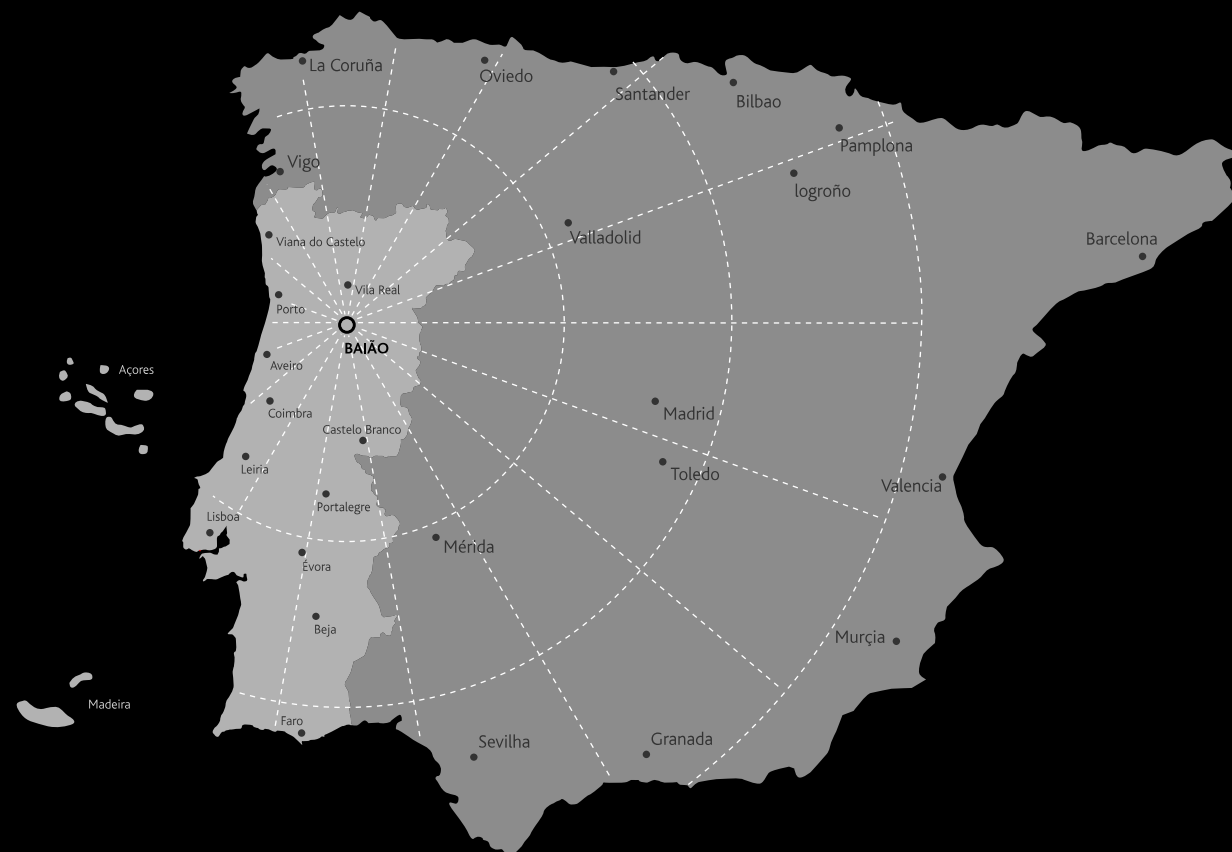 La Coruña
Oviedo
Santander
Bilbao
Pamplona
Vigo
logroño
Viana do Castelo
Valladolid
Barcelona
Vila Real
Porto
BAIÃO
Aveiro
Açores
Coimbra
Madrid
Castelo Branco
Leiria
Toledo
Valencia
Portalegre
Lisboa
Mérida
Évora
Beja
Murçia
Madeira
Faro
Sevilha
Granada